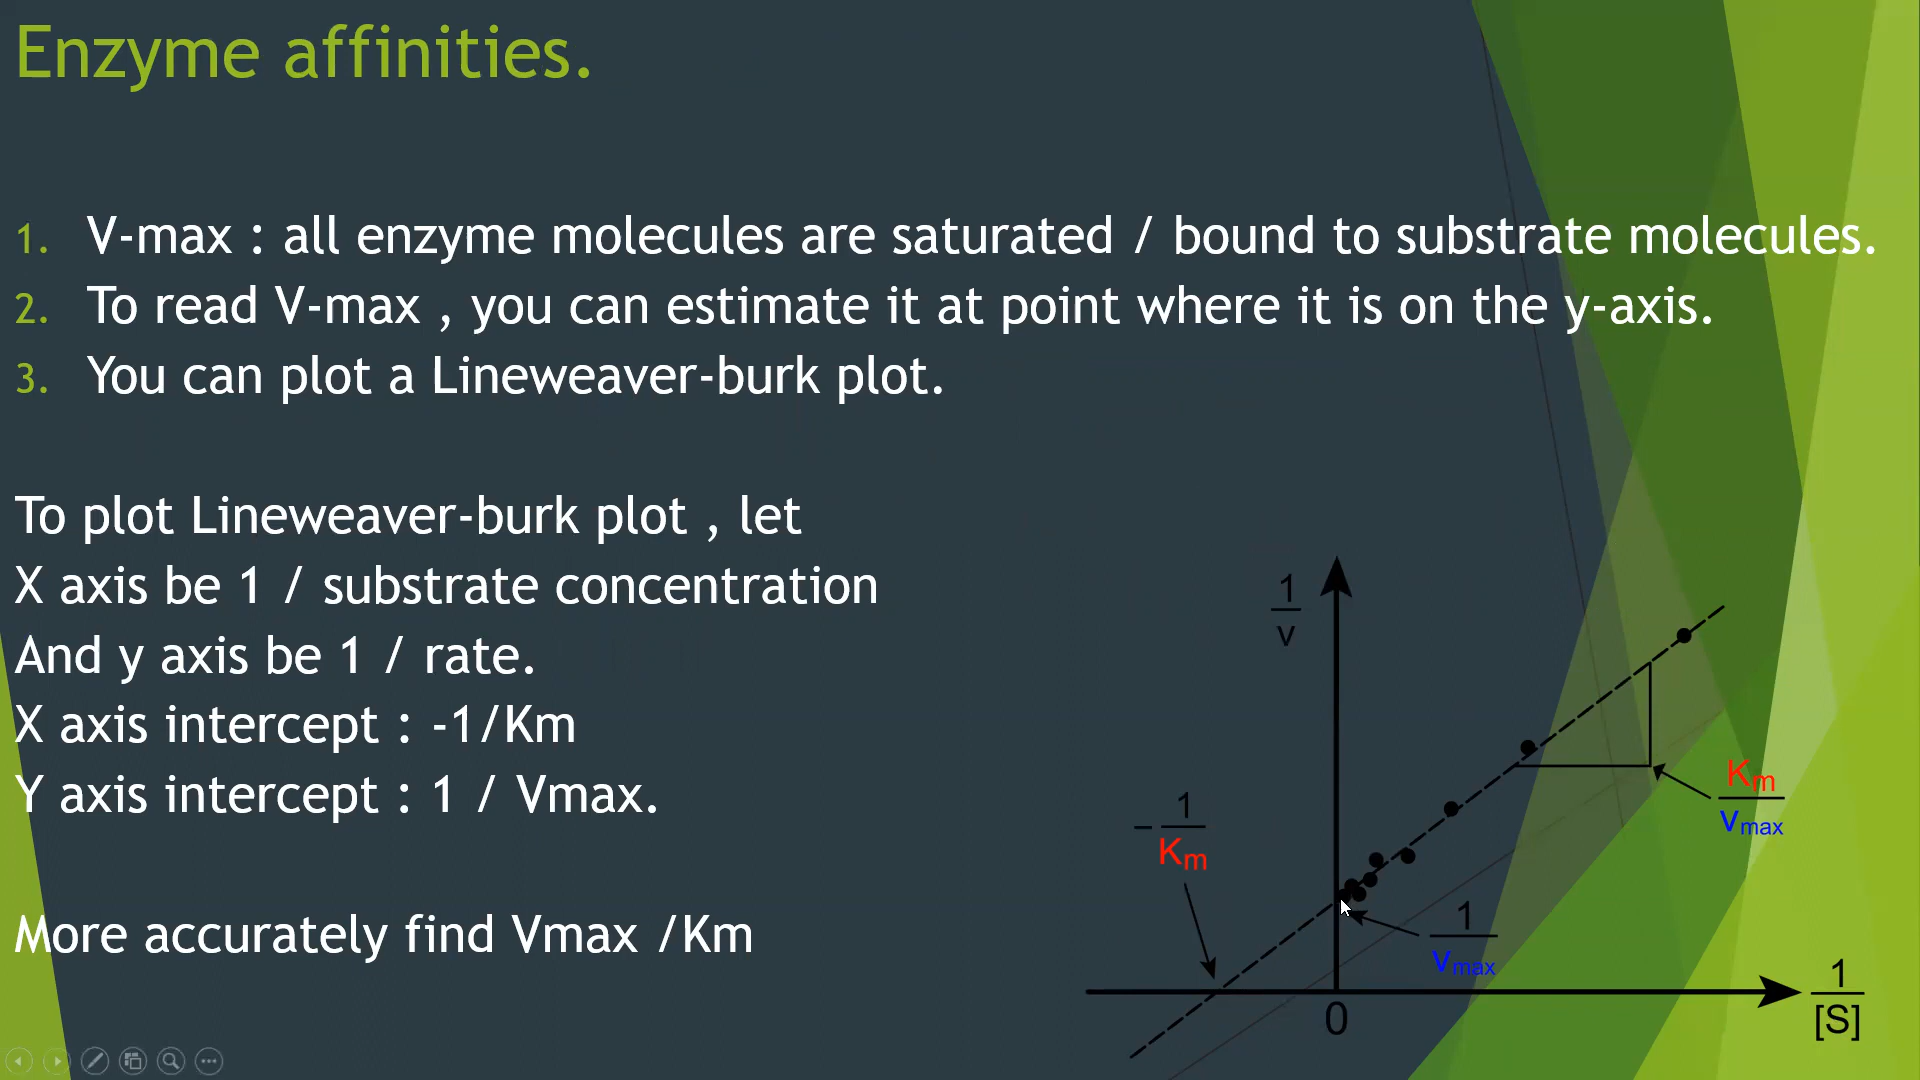 Enzyme affinities.
1. V-max : all enzyme molecules are saturated / bound to substrate molecules.
2. To read V-max , you can estimate it at point where it is on the y-axis.
3. You can plot a Lineweaver-burk plot.
To plot Lineweaver-burk plot , let
X axis be 1 / substrate concentration
And y axis be 1 / rate.
X axis intercept : -1/Km
Y axis intercept : 1 / Vmax.
More accurately find Vmax /Km
1
v
Km
vmax
1
− Km
1
vmax
0
1
[S]